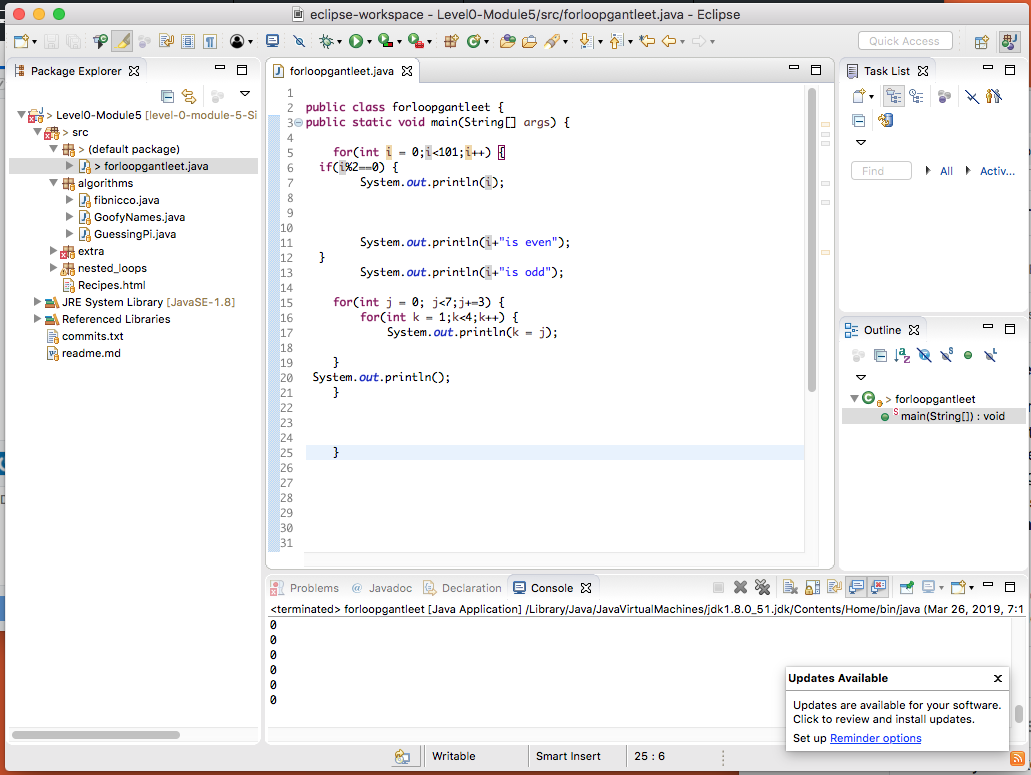 eclipse-workspace - Level0-Module5/src/forloopgantleet.java - Eclipse
Quick Access
Package Explorer
> Level0-Module5 [level-0-module-5-Si
> src
> (default package)
> forloopgantleet.java
algorithms
fibnicco.java
GoofyNames.java
GuessingPi.java
extra
nested_loops
Recipes.html
JRE System Library [JavaSE-1.8]
Referenced Libraries
commits.txt
readme.md
forloopgantleet.java
1
2 public class forloopgantleet {
3 public static void main(String[] args) {
4
5 for(int i = 0;i<101;i++) {
6 if(i%2==0) {
7 System.out.println(i);
8
9
10
11 System.out.println(i+"is even");
12 }
13 System.out.println(i+"is odd");
14
15 for(int j = 0; j<7;j+=3) {
16 for(int k = 1;k<4;k++) {
17 System.out.println(k = j);
18
19 }
20 System.out.println();
21 }
22
23
24
25 }
26
27
28
29
30
31
Task List
Find
All
Activ...
Outline
> forloopgantleet
S main(String[]) : void
Problems
@ Javadoc
Declaration
Console
<terminated> forloopgantleet [Java Application] /Library/Java/JavaVirtualMachines/jdk1.8.0_51.jdk/Contents/Home/bin/java (Mar 26, 2019, 7:1
0
0
0
0
0
0
Updates Available
Updates are available for your software.
Click to review and install updates.
Set up Reminder options
Writable
Smart Insert
25 : 6